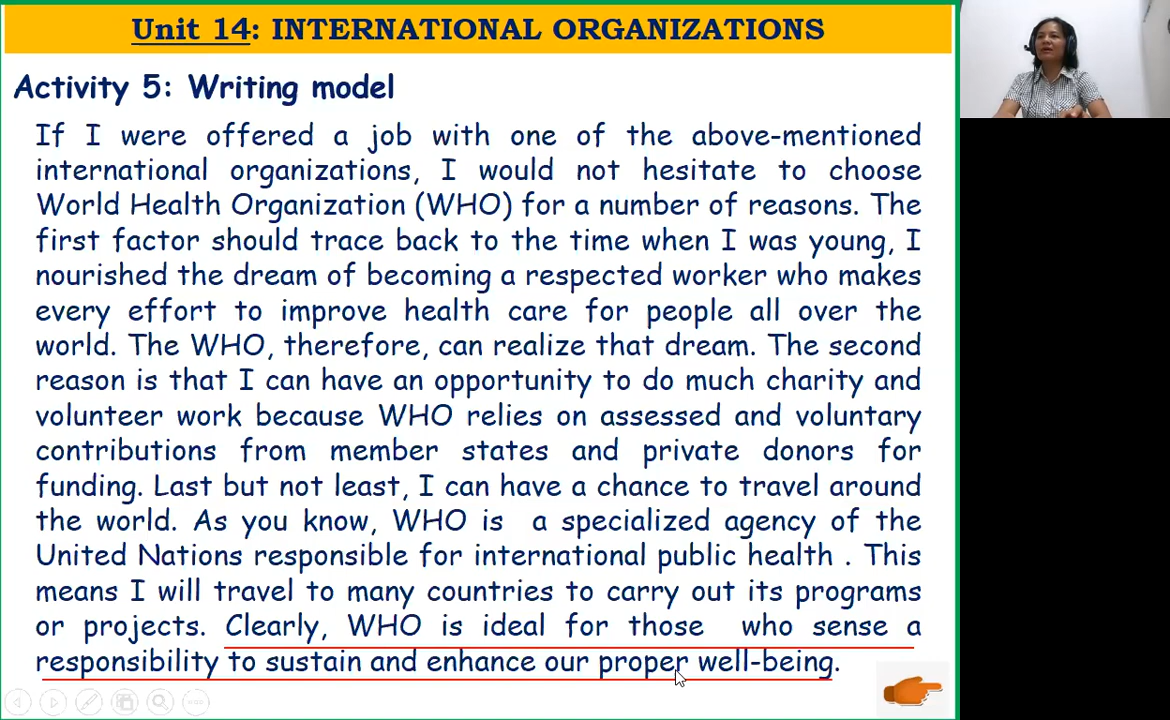 Unit 14: INTERNATIONAL ORGANIZATIONS
Activity 5: Writing model
If I were offered a job with one of the above-mentioned
international organizations, I would not hesitate to choose
World Health Organization (WHO) for a number of reasons. The
first factor should trace back to the time when I was young, I
nourished the dream of becoming a respected worker who makes
every effort to improve health care for people all over the
world. The WHO, therefore, can realize that dream. The second
reason is that I can have an opportunity to do much charity and
volunteer work because WHO relies on assessed and voluntary
contributions from member states and private donors for
funding. Last but not least, I can have a chance to travel around
the world. As you know, WHO is a specialized agency of the
United Nations responsible for international public health . This
means I will travel to many countries to carry out its programs
or projects. Clearly, WHO is ideal for those who sense a
responsibility to sustain and enhance our proper well-being.